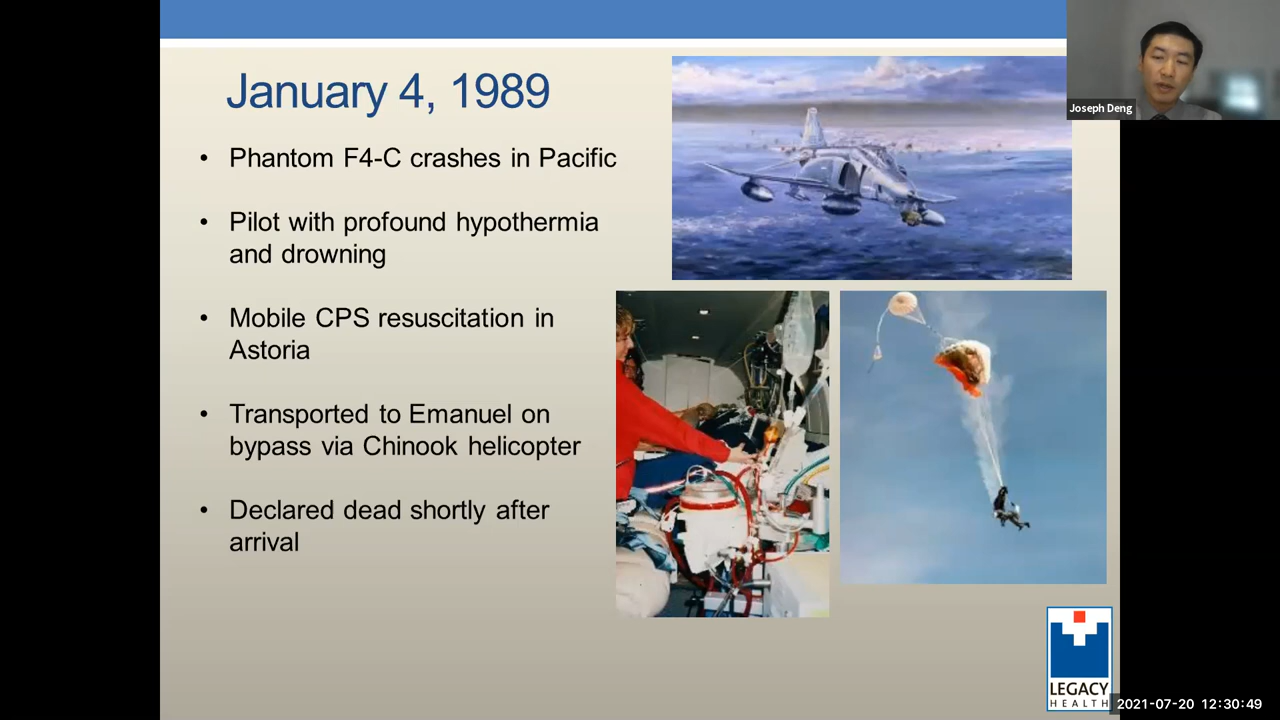 January 4, 1989
• Phantom F4-C crashes in Pacific
• Pilot with profound hypothermia
and drowning
• Mobile CPS resuscitation in
Astoria
• Transported to Emanuel on
bypass via Chinook helicopter
• Declared dead shortly after
arrival
Joseph Deng
LEGACY
HEALTH
2021-07-20 12:30:49